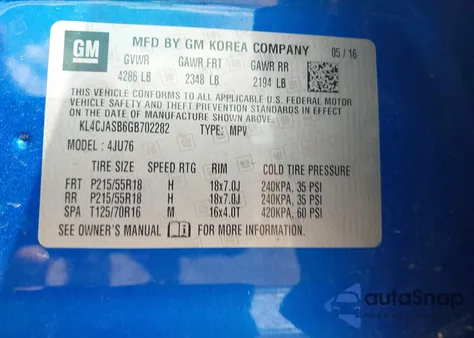 GM
MFD BY GM KOREA COMPANY 05 / 16
GVWR GAWR FRT GAWR RR
4286 LB 2348 LB 2194 LB
THIS VEHICLE CONFORMS TO ALL APPLICABLE U.S. FEDERAL MOTOR
VEHICLE SAFETY AND THEFT PREVENTION STANDARDS IN EFFECT
ON THE DATE OF MANUFACTURE SHOWN ABOVE.
KL4CJASB6GB702282 TYPE: MPV
MODEL : 4JU76
TIRE SIZE SPEED RTG RIM COLD TIRE PRESSURE
FRT P215/55R18 H 18x7.0J 240KPA, 35 PSI
RR P215/55R18 H 18x7.0J 240KPA, 35 PSI
SPA T125/70R16 M 16x4.0T 420KPA, 60 PSI
SEE OWNER'S MANUAL FOR MORE INFORMATION.
autoSnap